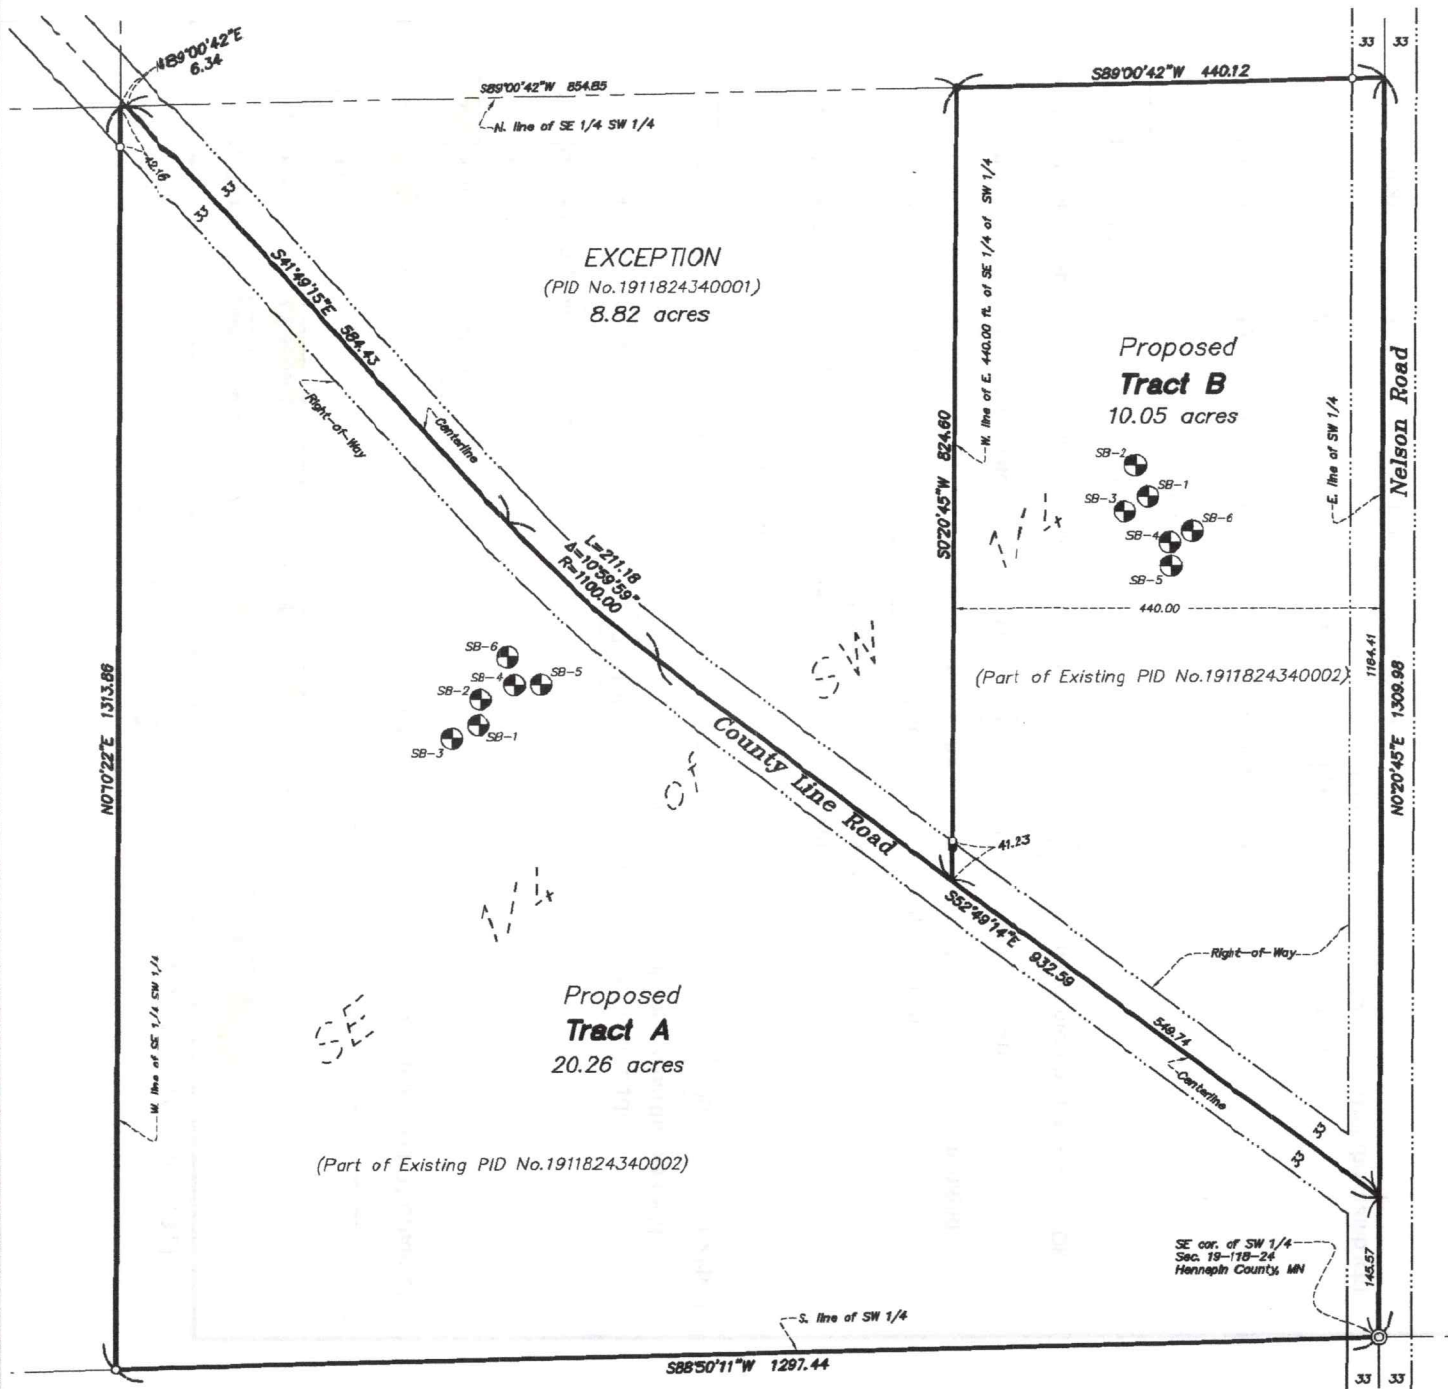 33 33
N89°00'42"E
6.34
S89°00'42"W 854.85
N. line of SE 1/4 SW 1/4
S89°00'42"W 440.12
42.16
33
33
S41°49'15"E 584.43
Right-of-Way
Centerline
EXCEPTION
(PID No.1911824340001)
8.82 acres
W. line of E. 440.00 ft. of SE 1/4 of SW 1/4
S0°20'45"W 824.60
Proposed
Tract B
10.05 acres
SB-2
SB-1
SB-3
SB-6
SB-4
SB-5
E. line of SW 1/4
Nelson Road
440.00
(Part of Existing PID No.1911824340002)
1184.41
N0°20'45"E 1309.98
L=211.18
Δ=10°59'59"
R=1100.00
N0°10'22"E 1313.86
SB-6
SB-4
SB-5
SB-2
SB-1
SB-3
County Line Road
SE 1/4 of SW 1/4
41.23
S52°49'14"E 932.59
Right-of-Way
549.74
Centerline
33
33
W. line of SE 1/4 SW 1/4
Proposed
Tract A
20.26 acres
(Part of Existing PID No.1911824340002)
SE cor. of SW 1/4
Sec. 19-118-24
Hennepin County, MN
145.57
S. line of SW 1/4
S88°50'11"W 1297.44
33 33